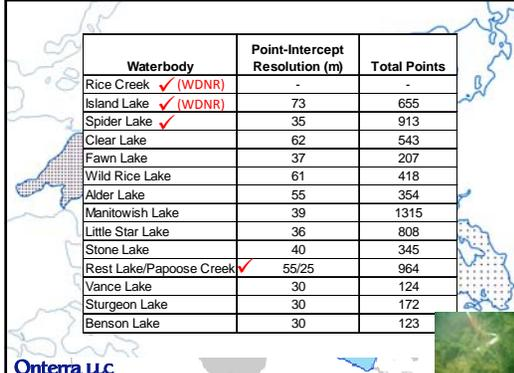 Waterbody Point-Intercept Resolution (m) Total Points
Rice Creek ✓ (WDNR) - -
Island Lake ✓ (WDNR) 73 655
Spider Lake ✓ 35 913
Clear Lake 62 543
Fawn Lake 37 207
Wild Rice Lake 61 418
Alder Lake 55 354
Manitowish Lake 39 1315
Little Star Lake 36 808
Stone Lake 40 345
Rest Lake/Papoose Creek ✓ 55/25 964
Vance Lake 30 124
Sturgeon Lake 30 172
Benson Lake 30 123
Onterra LLC